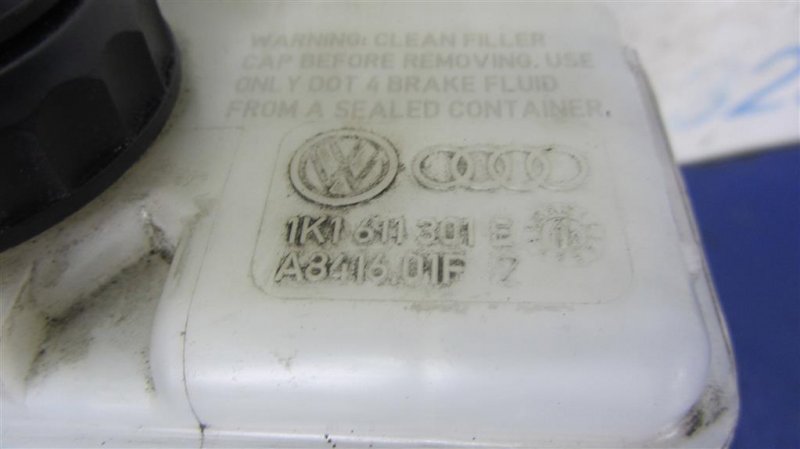 WARNING: CLEAN FILLER
CAP BEFORE REMOVING. USE
ONLY DOT 4 BRAKE FLUID
FROM A SEALED CONTAINER.
1K1 611 301
A8416.01F